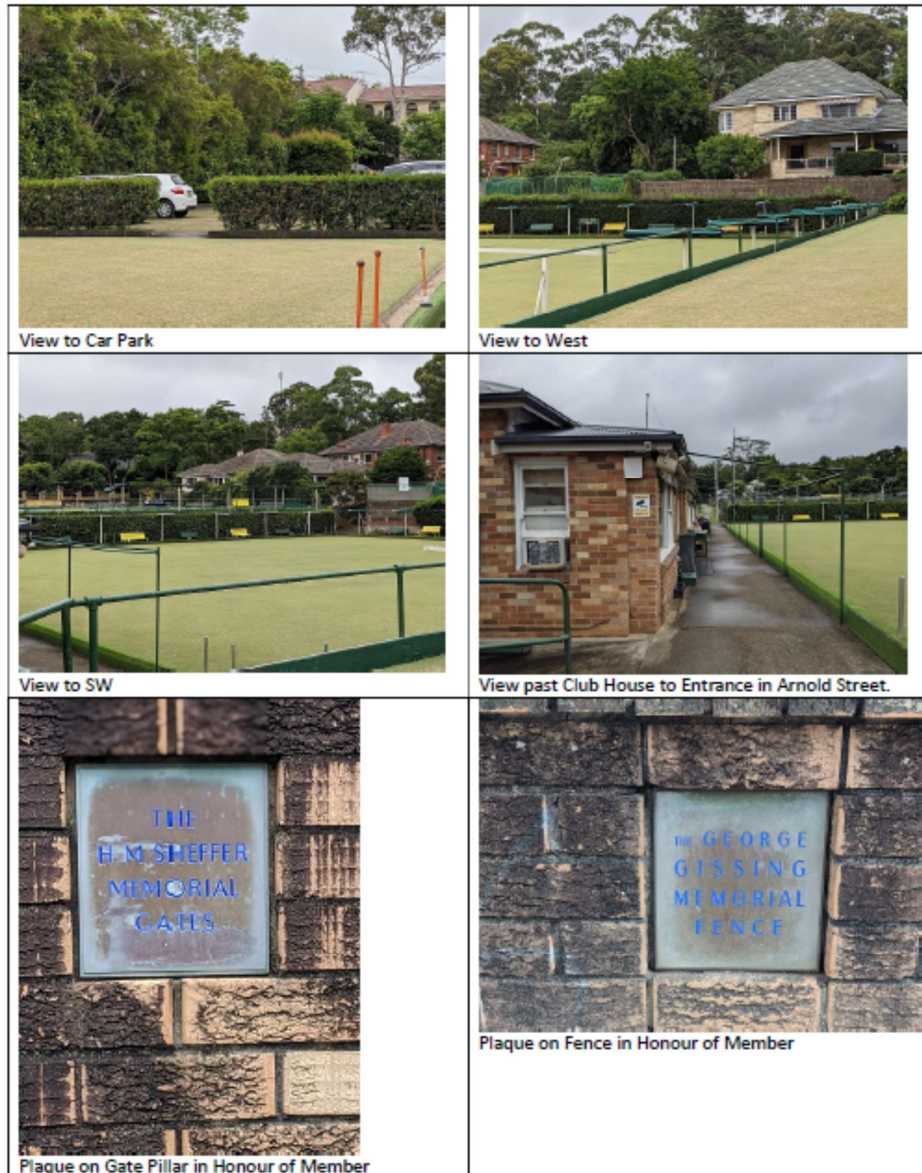 View to Car Park
View to West
View to SW
View past Club House to Entrance in Arnold Street.
THE
H M SHEFFER
MEMORIAL
GATES
THE GEORGE
GISSING
MEMORIAL
FENCE
Plaque on Fence in Honour of Member
Plaque on Gate Pillar in Honour of Member